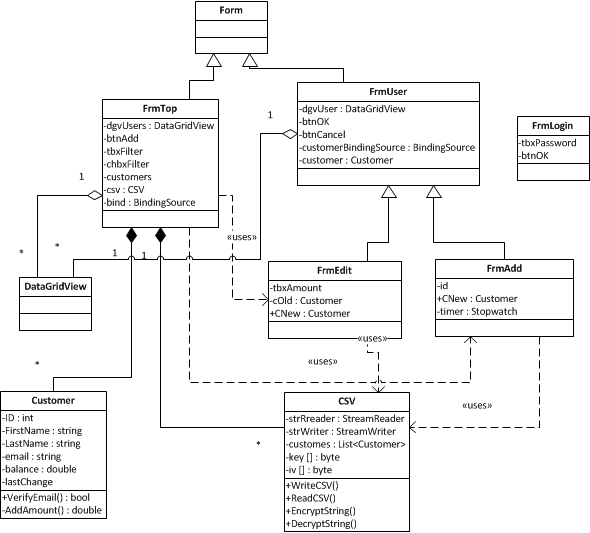 Form
FrmTop
-dgvUsers : DataGridView
-btnAdd
-tbxFilter
-chbxFilter
-customers
-csv : CSV
-bind : BindingSource
FrmUser
-dgvUser : DataGridView
-btnOK
-btnCancel
-customerBindingSource : BindingSource
-customer : Customer
FrmLogin
-tbxPassword
-btnOK
1
1
*
*
1
1
«uses»
DataGridView
FrmEdit
-tbxAmount
-cOld : Customer
+CNew : Customer
«uses»
FrmAdd
-id
+CNew : Customer
-timer : Stopwatch
«uses»
*
«uses»
*
Customer
-ID : int
-FirstName : string
-LastName : string
-email : string
-balance : double
-lastChange
+VerifyEmail() : bool
-AddAmount() : double
CSV
-strRreader : StreamReader
-strWriter : StreamWriter
-customes : List<Customer>
-key [] : byte
-iv [] : byte
+WriteCSV()
+ReadCSV()
+EncryptString()
+DecryptString()